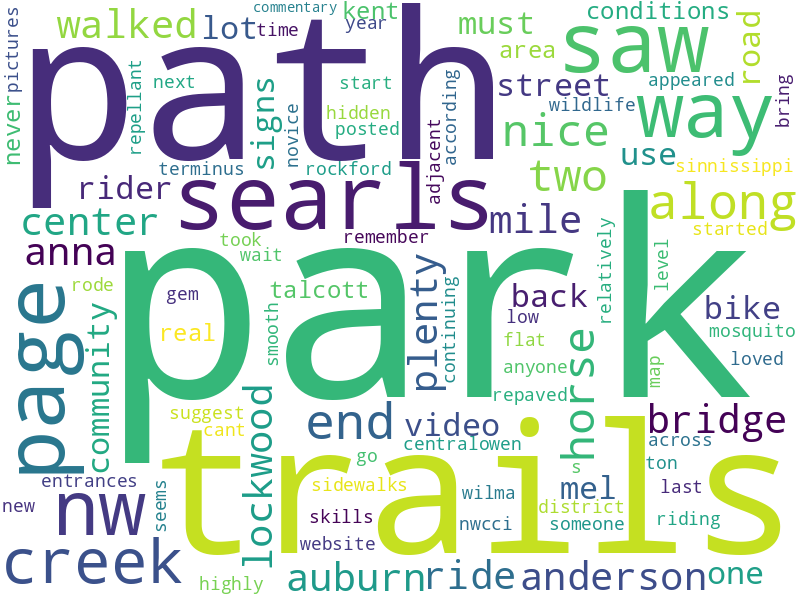 commentary
pictures
walked
lot
time
year
kent
must
conditions
road
path
saw
never
repellant
next
signs
start
hidden
posted
novice
area
street
according
appeared
wildlife
way
bring
nice
terminus
rockford
adjacent
use
sinnissippi
rider
searls
two
along
center
mile
started
anna
took
wait
remember
park
page
rode
gem
talcott
real
smooth
plenty
continuing
back
low
flat
anyone
repaved
horse
relatively
level
bike
mosquito
loved
map
community
lockwood
suggest
cant
end
video
centralowen
bridge
across
trails
entrances
nw
new
seems
go
sidewalks
skills
website
wilma
nwcci
mel
s
district
someone
ton
last
riding
creek
highly
auburn
ride
anderson
one